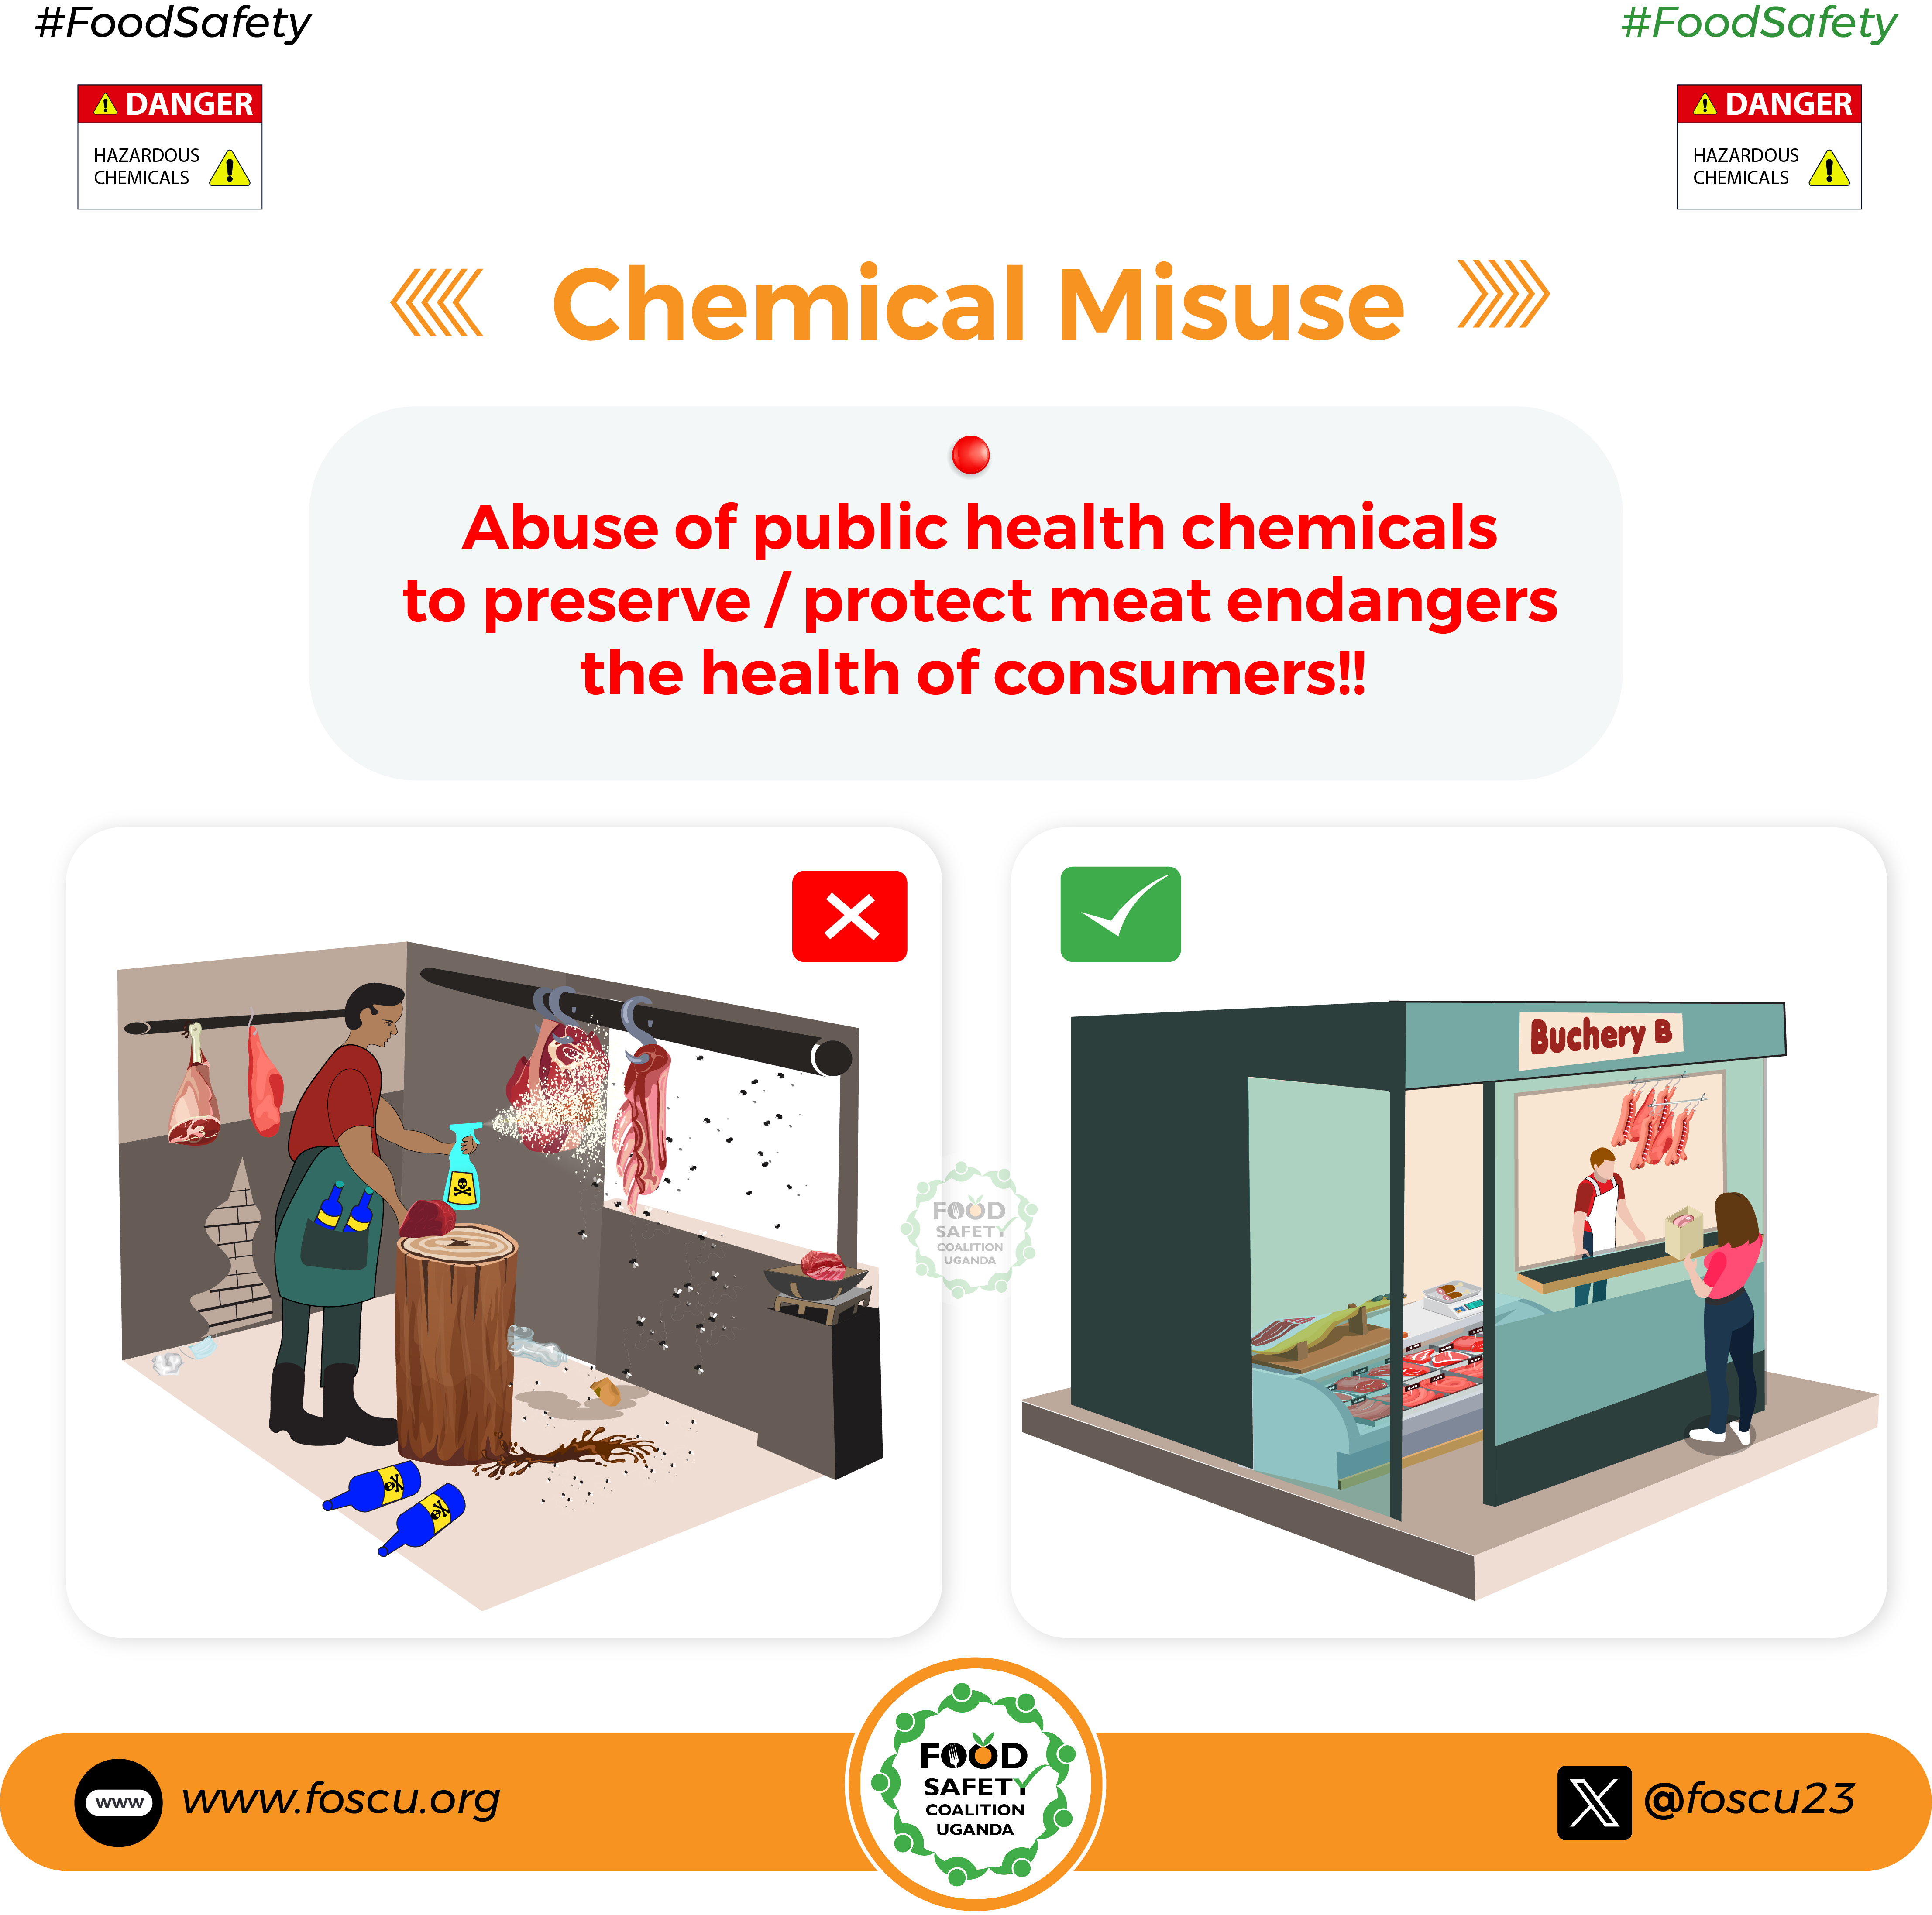 #FoodSafety
#FoodSafety
DANGER
HAZARDOUS
CHEMICALS
DANGER
HAZARDOUS
CHEMICALS
Chemical Misuse
Abuse of public health chemicals
to preserve / protect meat endangers
the health of consumers!!
Buchery B
FOOD
SAFETY
COALITION
UGANDA
FOOD
SAFETY
COALITION
UGANDA
www
www.foscu.org
@foscu23